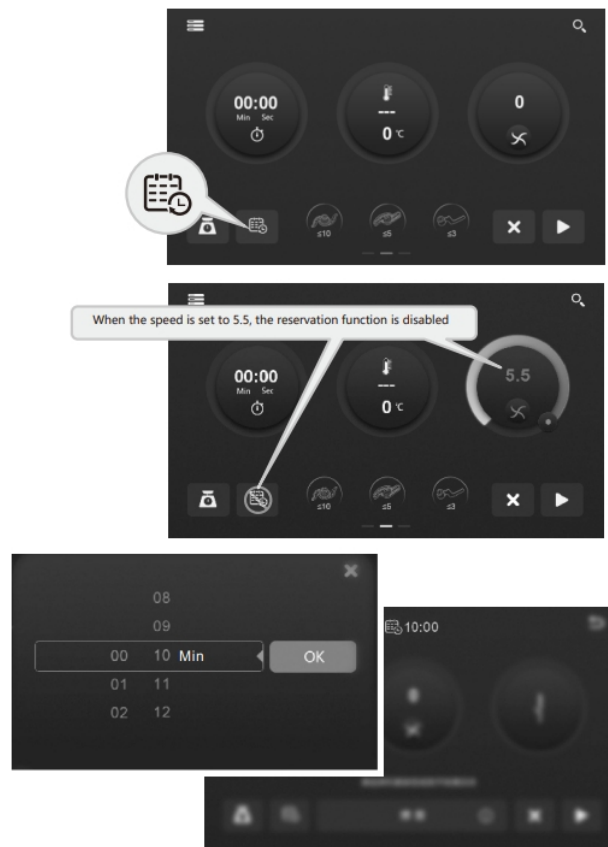 00:00
Min Sec
---
0 ℃
0
≤10 ≤5 ≤3
When the speed is set to 5.5, the reservation function is disabled
00:00
Min Sec
---
0 ℃
5.5
≤10 ≤5 ≤3
08
09
00 10 Min OK
01 11
02 12
10:00